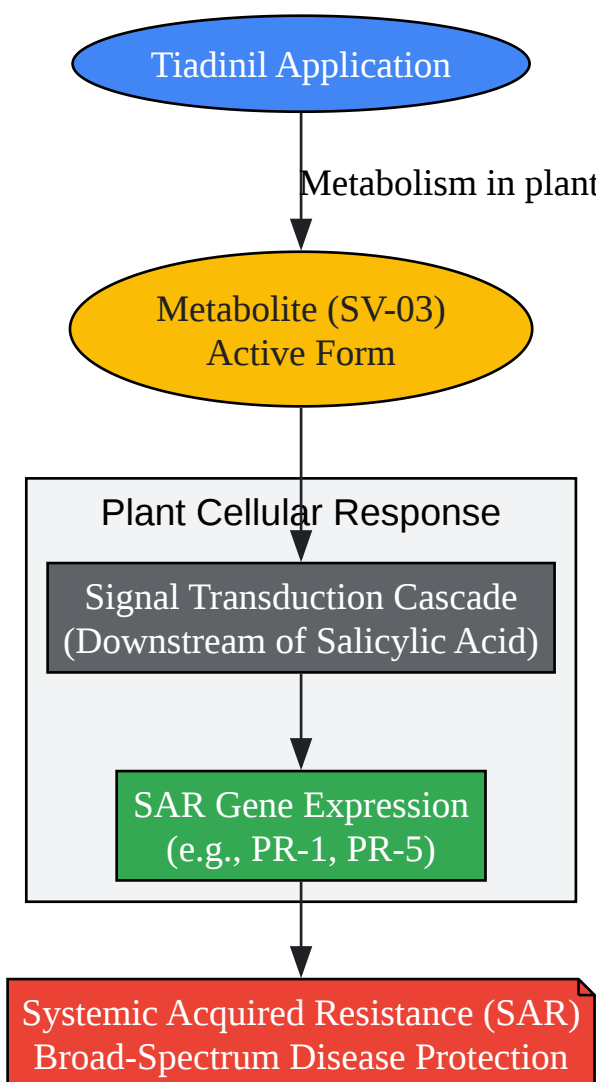 Tiadinil Application
Metabolism in plant
Metabolite (SV-03)
Active Form
Plant Cellular Response
Signal Transduction Cascade
(Downstream of Salicylic Acid)
SAR Gene Expression
(e.g., PR-1, PR-5)
Systemic Acquired Resistance (SAR)
Broad-Spectrum Disease Protection